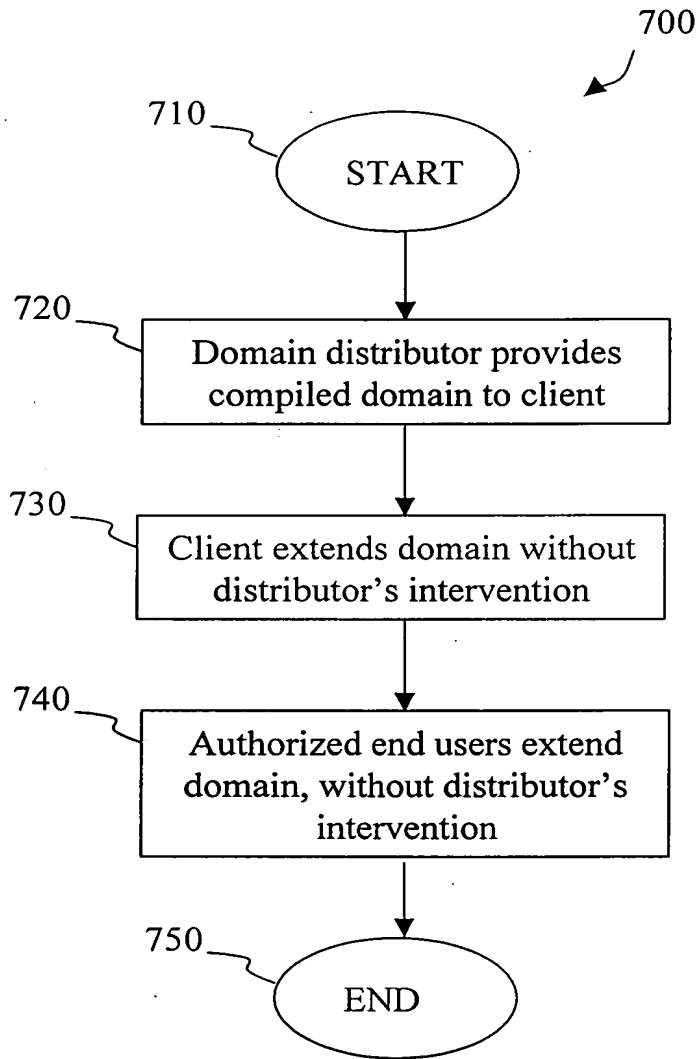 700
710
START
720
Domain distributor provides
compiled domain to client
730
Client extends domain without
distributor's intervention
740
Authorized end users extend
domain, without distributor's
intervention
750
END